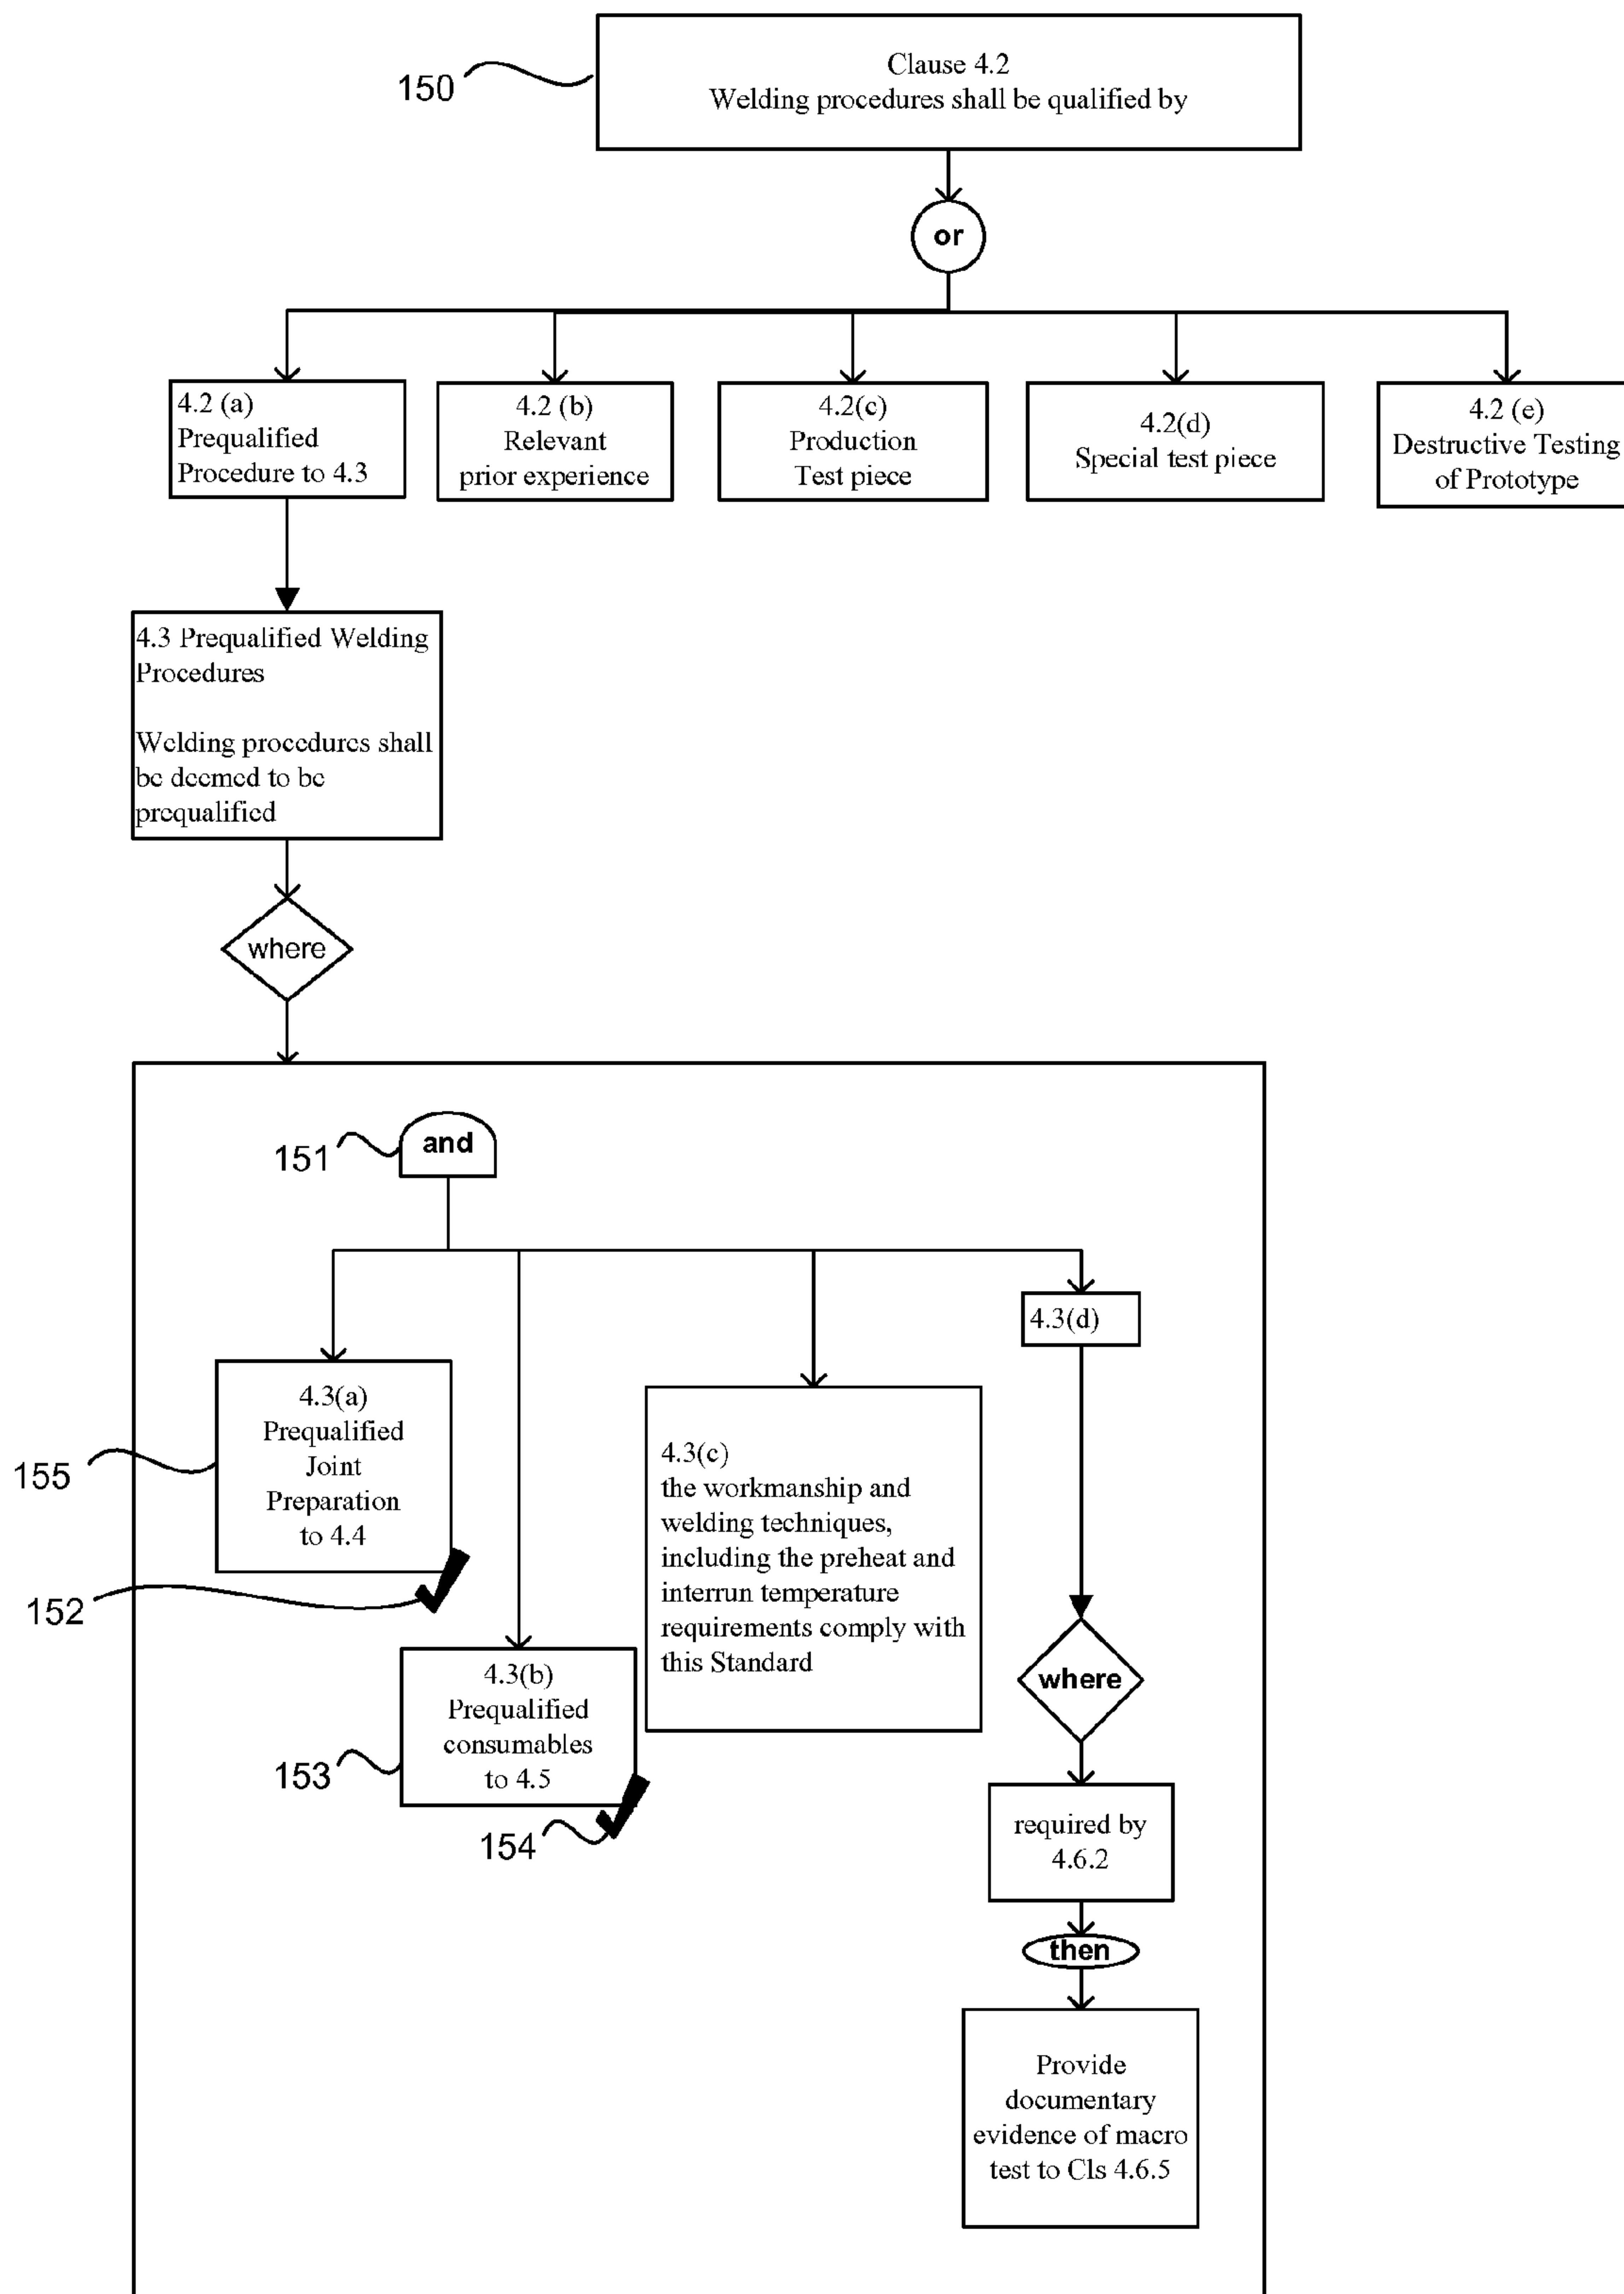 Clause 4.2
Welding procedures shall be qualified by
150
or
4.2 (a)
Prequalified
Procedure to 4.3
4.2 (b)
Relevant
prior experience
4.2(c)
Production
Test piece
4.2(d)
Special test piece
4.2 (e)
Destructive Testing
of Prototype
4.3 Prequalified Welding
Procedures
Welding procedures shall
be deemed to be
prequalified
where
151
and
4.3(d)
155
4.3(a)
Prequalified
Joint
Preparation
to 4.4
152
4.3(c)
the workmanship and
welding techniques,
including the preheat and
interrun temperature
requirements comply with
this Standard
153
4.3(b)
Prequalified
consumables
to 4.5
154
where
required by
4.6.2
then
Provide
documentary
evidence of macro
test to Cls 4.6.5